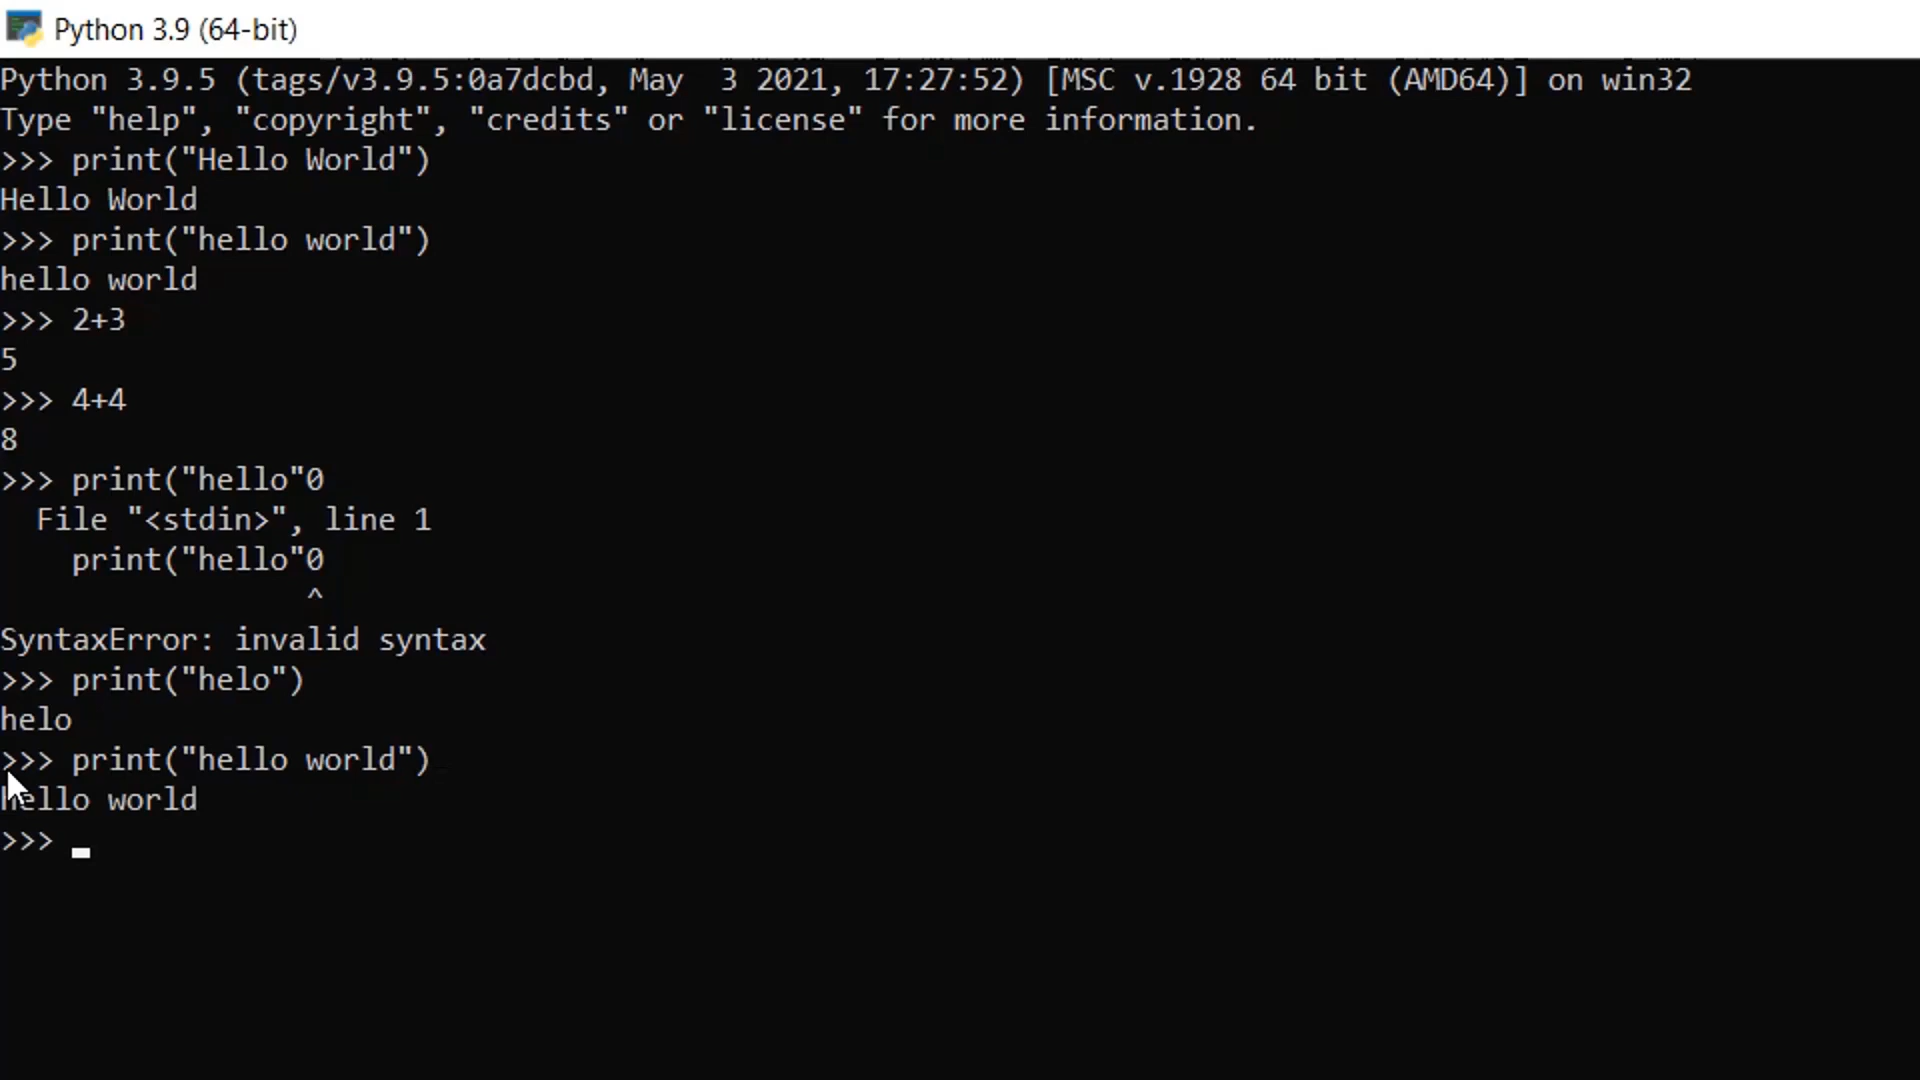 Python 3.9 (64-bit)
Python 3.9.5 (tags/v3.9.5:0a7dcbd, May  3 2021, 17:27:52) [MSC v.1928 64 bit (AMD64)] on win32
Type "help", "copyright", "credits" or "license" for more information.
>>> print("Hello World")
Hello World
>>> print("hello world")
hello world
>>> 2+3
5
>>> 4+4
8
>>> print("hello"0
  File "<stdin>", line 1
    print("hello"0
                 ^
SyntaxError: invalid syntax
>>> print("helo")
helo
>>> print("hello world")
hello world
>>>